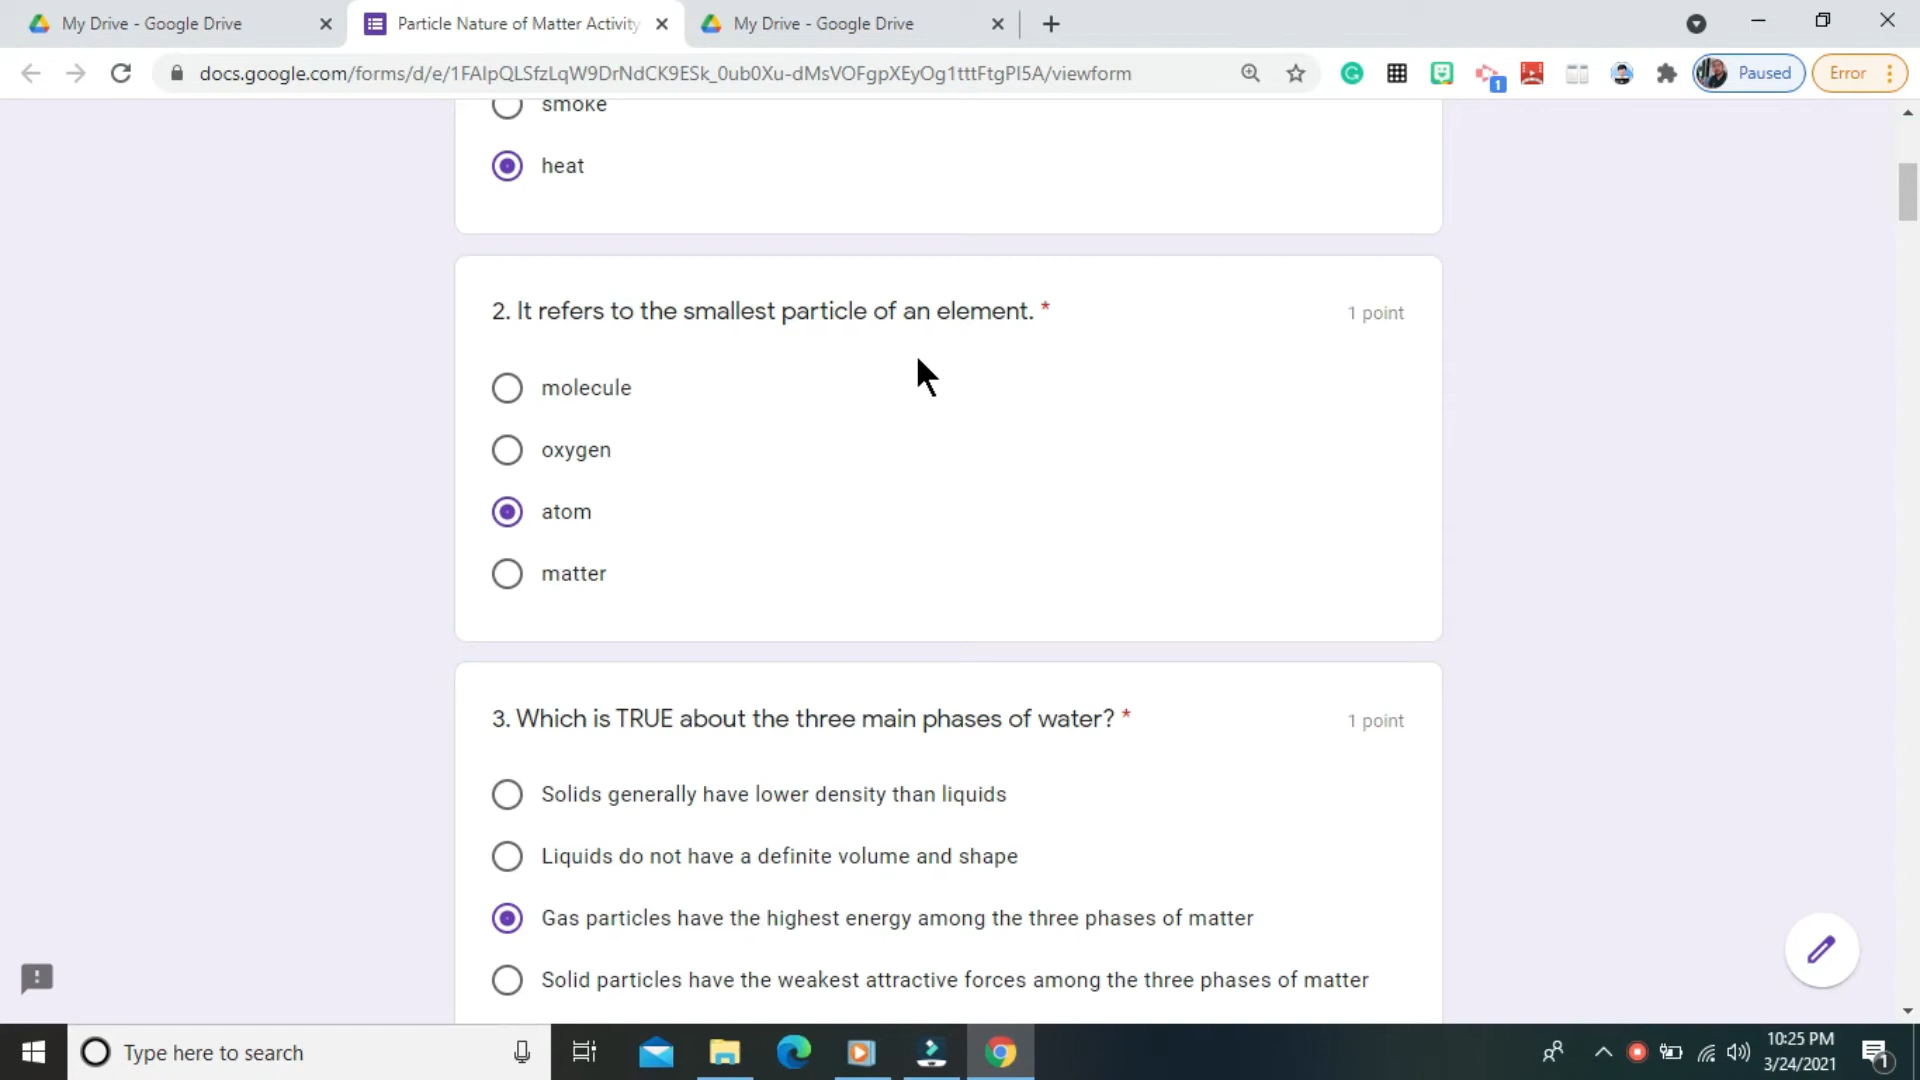 My Drive - Google Drive
Particle Nature of Matter Activity
My Drive - Google Drive
docs.google.com/forms/d/e/1FAIpQLSfzLqW9DrNdCK9ESk_0ub0Xu-dMsVOFgpXEyOg1tttFtgPI5A/viewform
1
Paused
Error
smoke
heat
2. It refers to the smallest particle of an element. *
1 point
molecule
oxygen
atom
matter
3. Which is TRUE about the three main phases of water? *
1 point
Solids generally have lower density than liquids
Liquids do not have a definite volume and shape
Gas particles have the highest energy among the three phases of matter
Solid particles have the weakest attractive forces among the three phases of matter
Type here to search
10:25 PM
3/24/2021
1